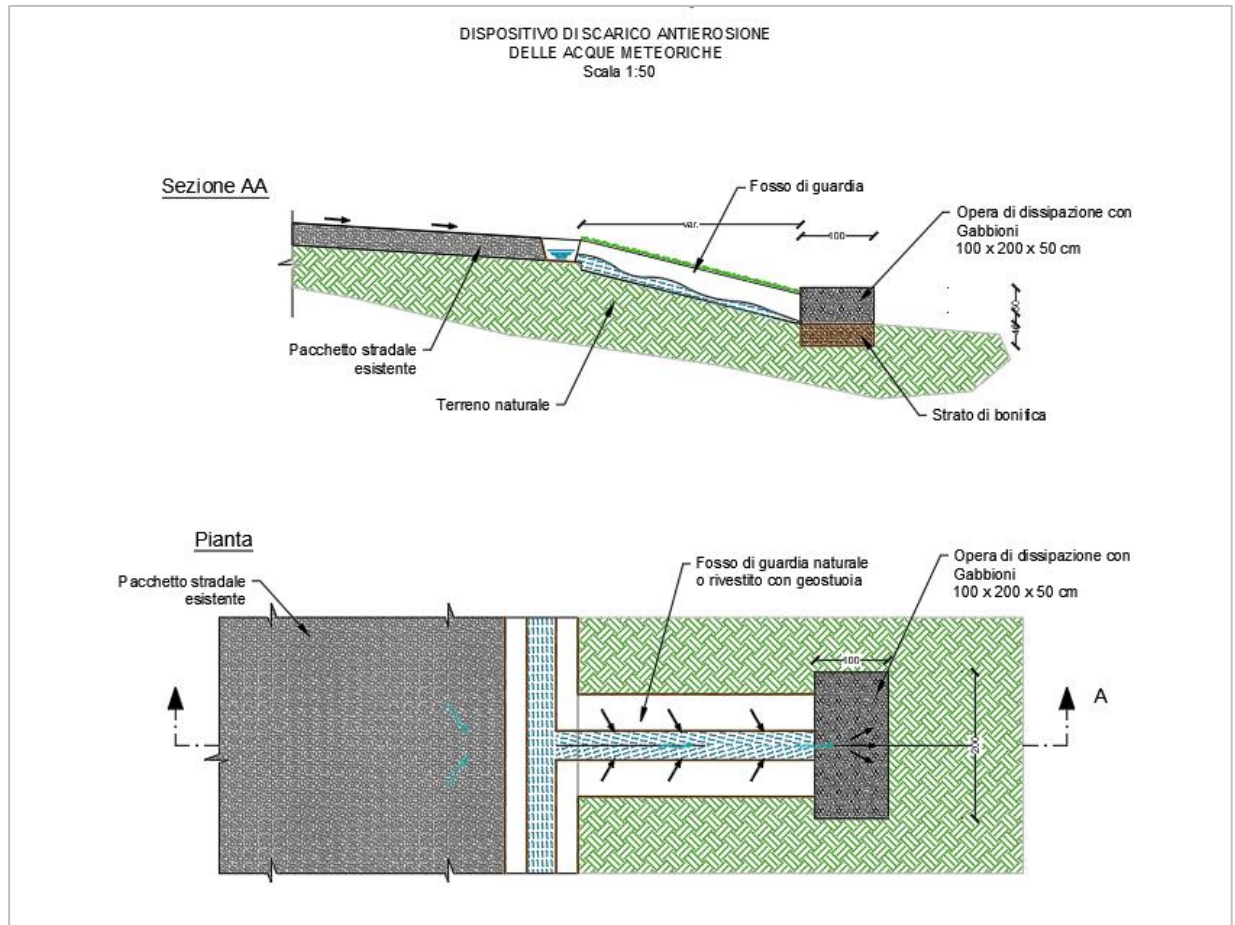 DISPOSITIVO DI SCARICO ANTIEROSIONE
DELLE ACQUE METEORICHE
Scala 1:50
Sezione AA
Fosso di guardia
Opera di dissipazione con
Gabbioni
100 x 200 x 50 cm
var.
100
50
Pacchetto stradale
esistente
Terreno naturale
Strato di bonifica
Pianta
Pacchetto stradale
esistente
Fosso di guardia naturale
o rivestito con geostuoia
Opera di dissipazione con
Gabbioni
100 x 200 x 50 cm
100
200
A